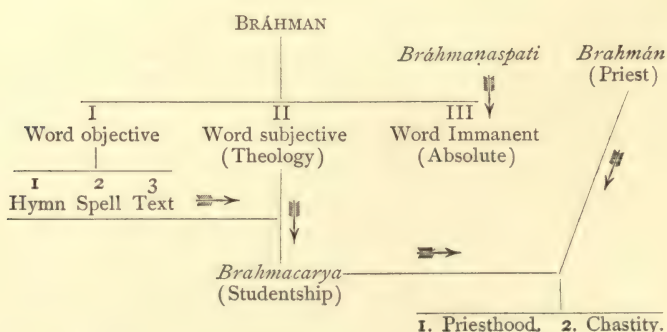 BRÁHMAN
Bráhmaṇaspati Brahmán
(Priest)
I II III
Word objective Word subjective Word Immanent
(Theology) (Absolute)
1 2 3
Hymn Spell Text
Brahmacarya
(Studentship)
1. Priesthood. 2. Chastity.